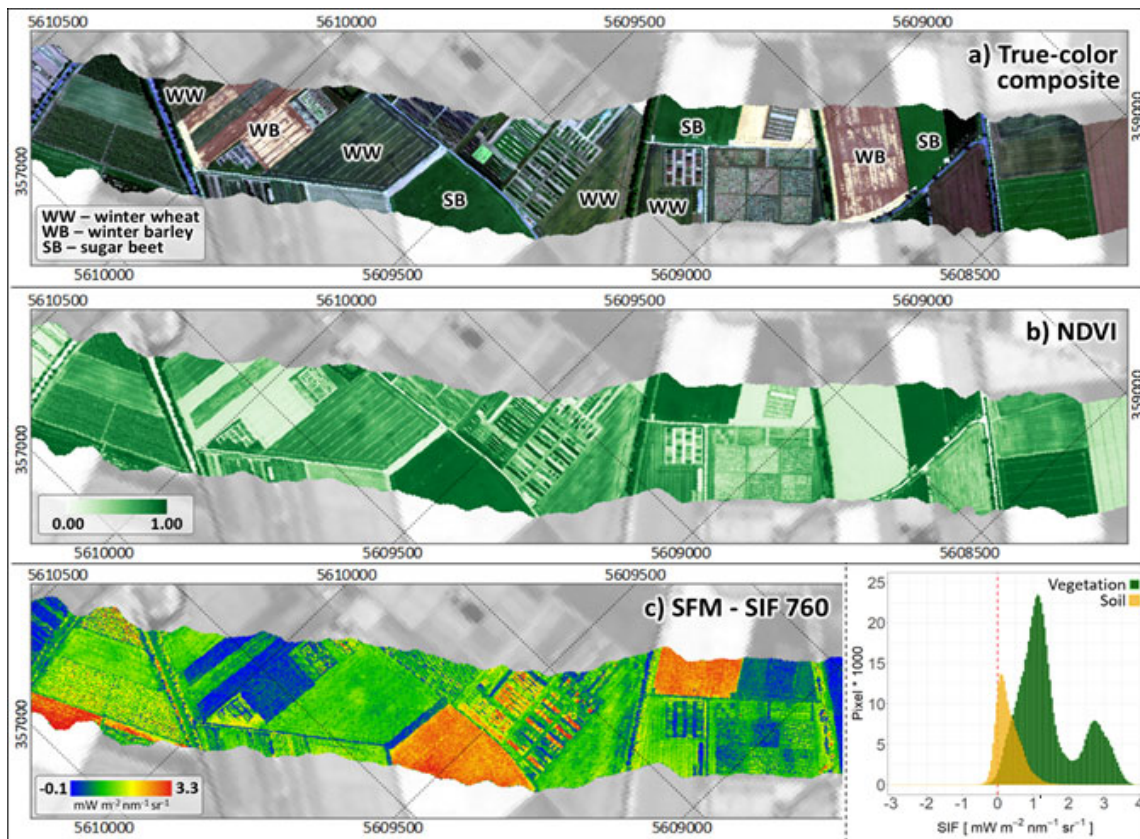 5610500
5610000
5609500
5609000
a) True-color
composite
WW
WB
WW
SB
WW
SB
WW
WB
SB
357000
359000
WW – winter wheat
WB – winter barley
SB – sugar beet
5610000
5609500
5609000
5608500
5610500
5610000
5609500
5609000
b) NDVI
357000
359000
0.00
1.00
5610000
5609500
5609000
5608500
5610500
5610000
5609500
c) SFM - SIF 760
357000
-0.1
3.3
mW m⁻² nm⁻¹ sr⁻¹
5610000
5609500
5609000
Vegetation
Soil
Pixel * 1000
25
20
15
10
5
0
-3 -2 -1 0 1 2 3 4
SIF [ mW m⁻² nm⁻¹ sr⁻¹ ]